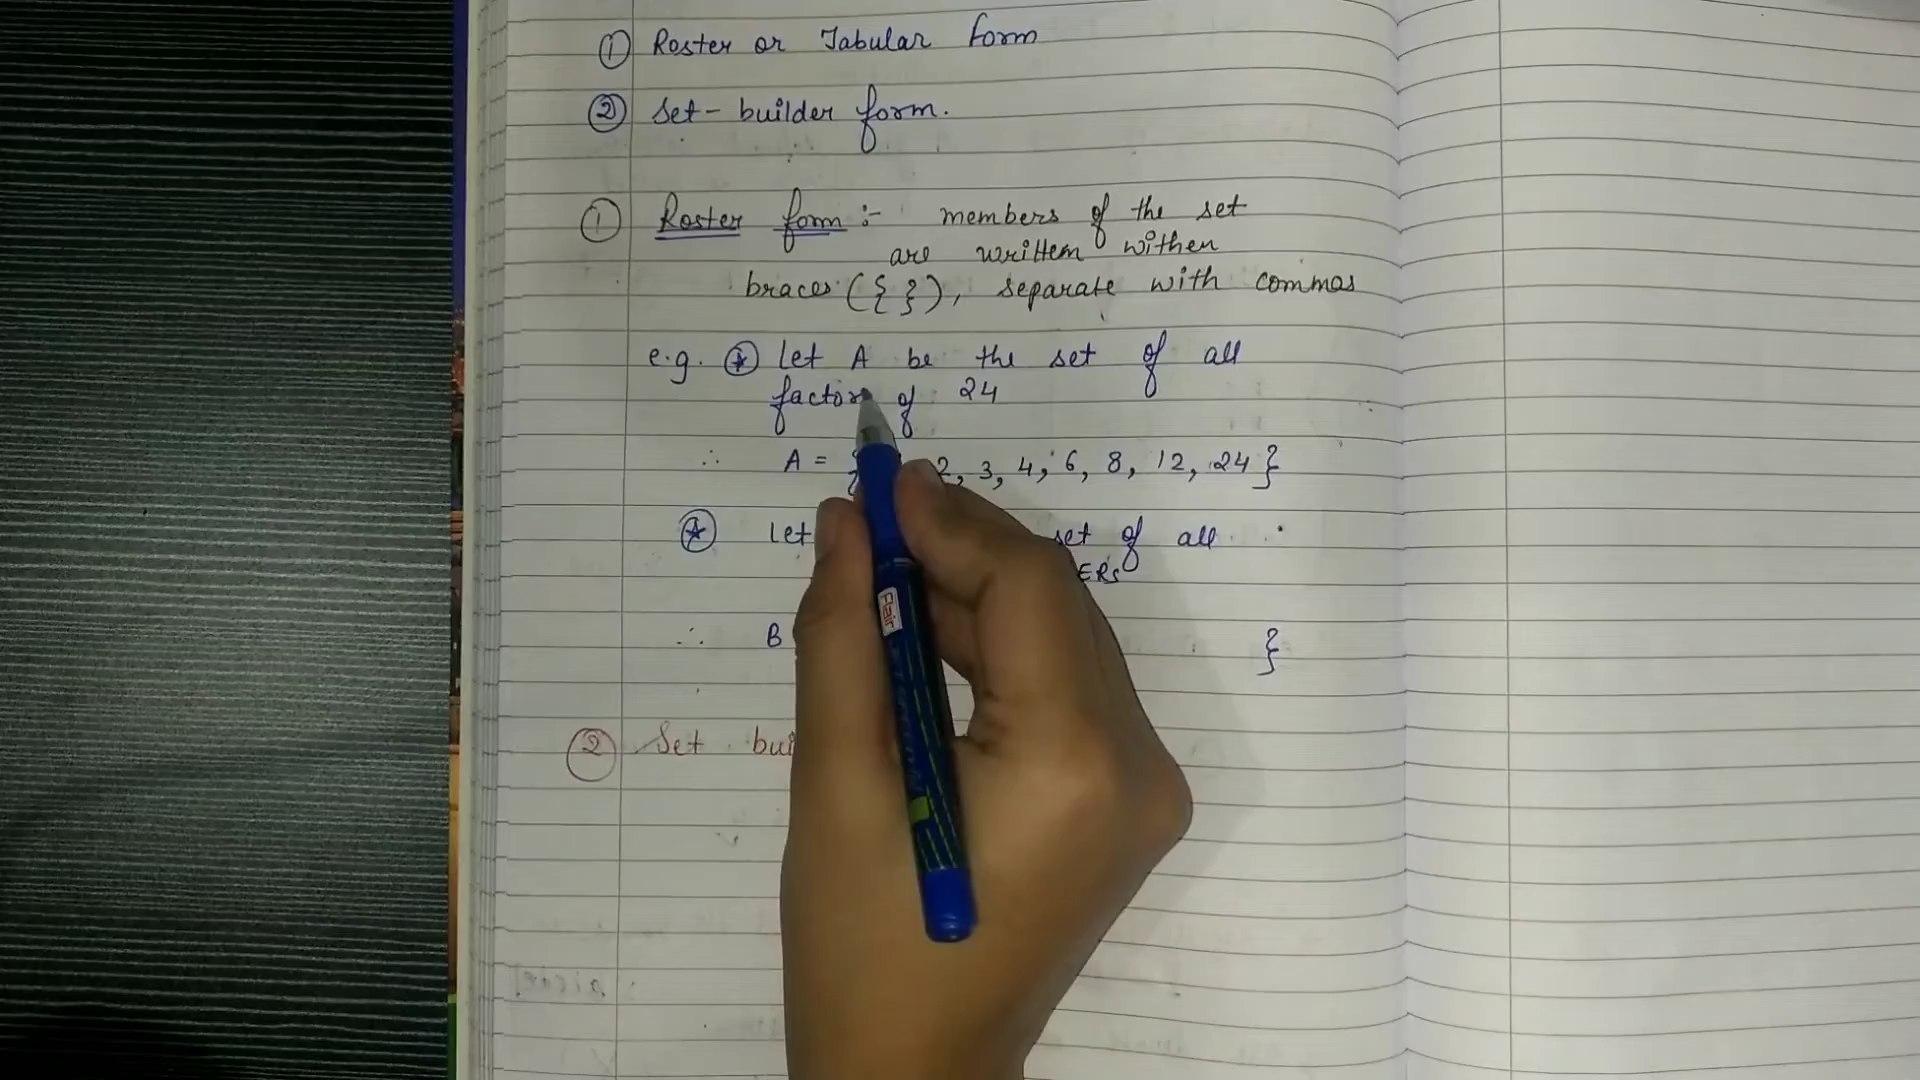 ① Roster or Tabular form
② Set-builder form.
① Roster form :- members of the set
are written withen
braces ({ }), separate with commas
e.g. ⍟ Let A be the set of all
factors of 24
∴ A = { 2, 3, 4, 6, 8, 12, 24 }
⍟ Let set of all
ERS
∴ B }
② Set
Flair